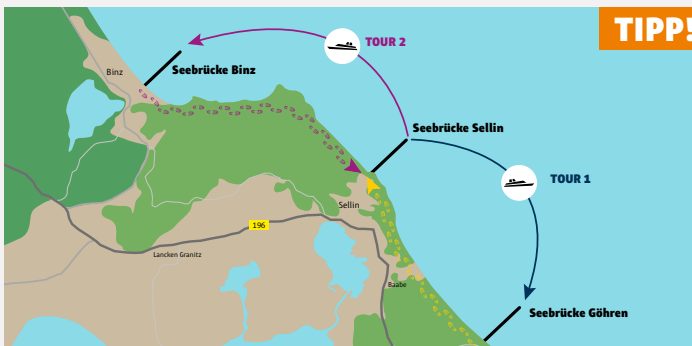 TIPP!
TOUR 2
Binz
Seebrücke Binz
Seebrücke Sellin
TOUR 1
Sellin
196
Lancken Granitz
Baabe
Seebrücke Göhren